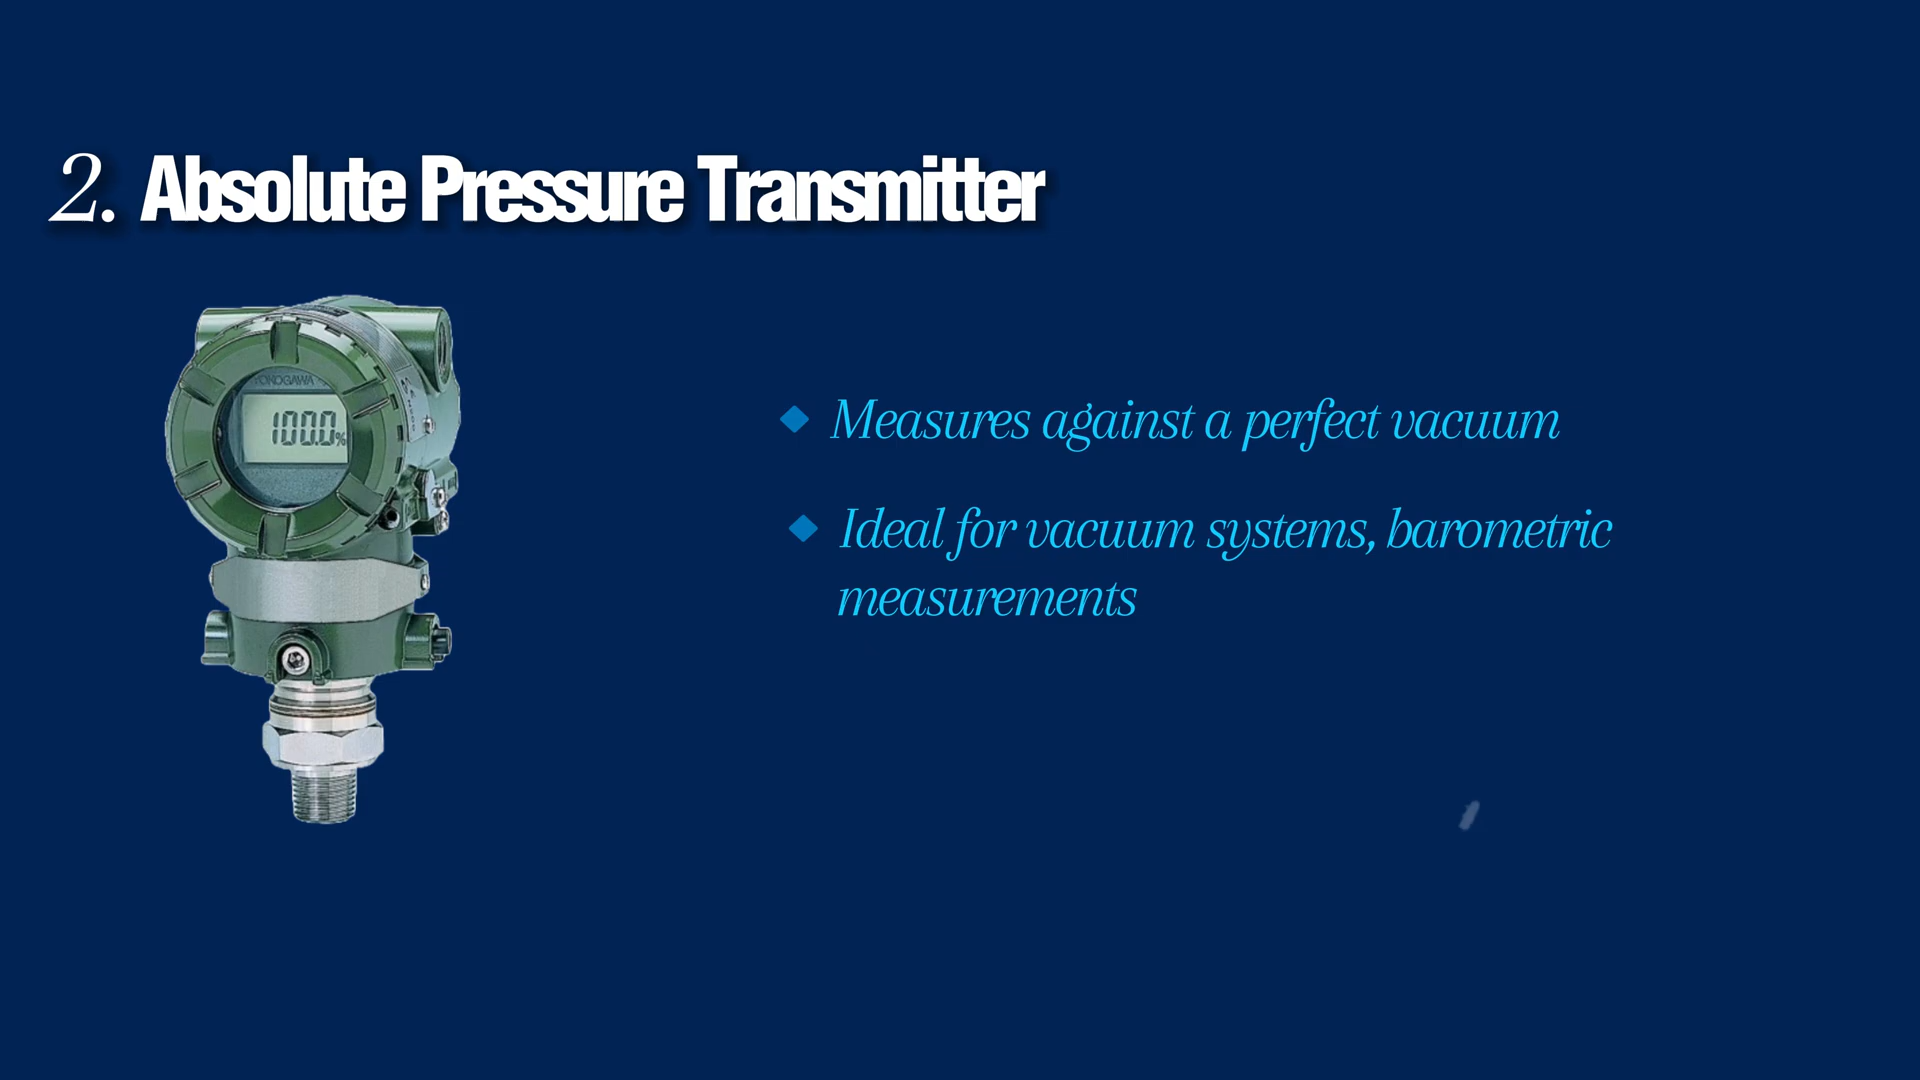 2. Absolute Pressure Transmitter
YOKOGAWA
100.0%
Measures against a perfect vacuum
Ideal for vacuum systems, barometric
measurements